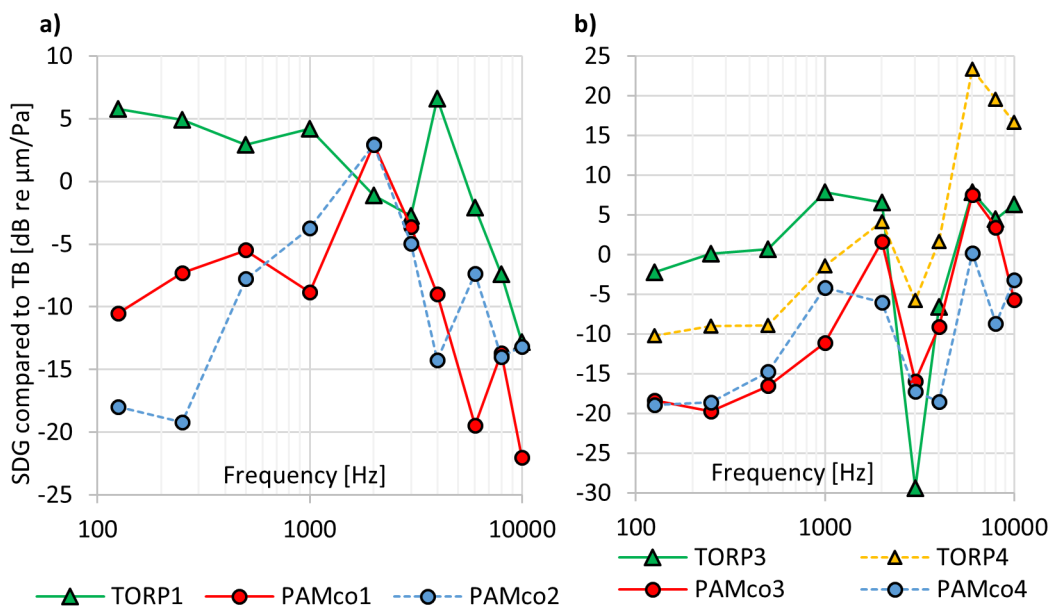 a)
SDG compared to TB [dB re µm/Pa]
10
5
0
-5
-10
-15
-20
-25
Frequency [Hz]
100 1000 10000
TORP1 PAMco1 PAMco2
b)
25
20
15
10
5
0
-5
-10
-15
-20
-25
-30
Frequency [Hz]
100 1000 10000
TORP3 TORP4
PAMco3 PAMco4